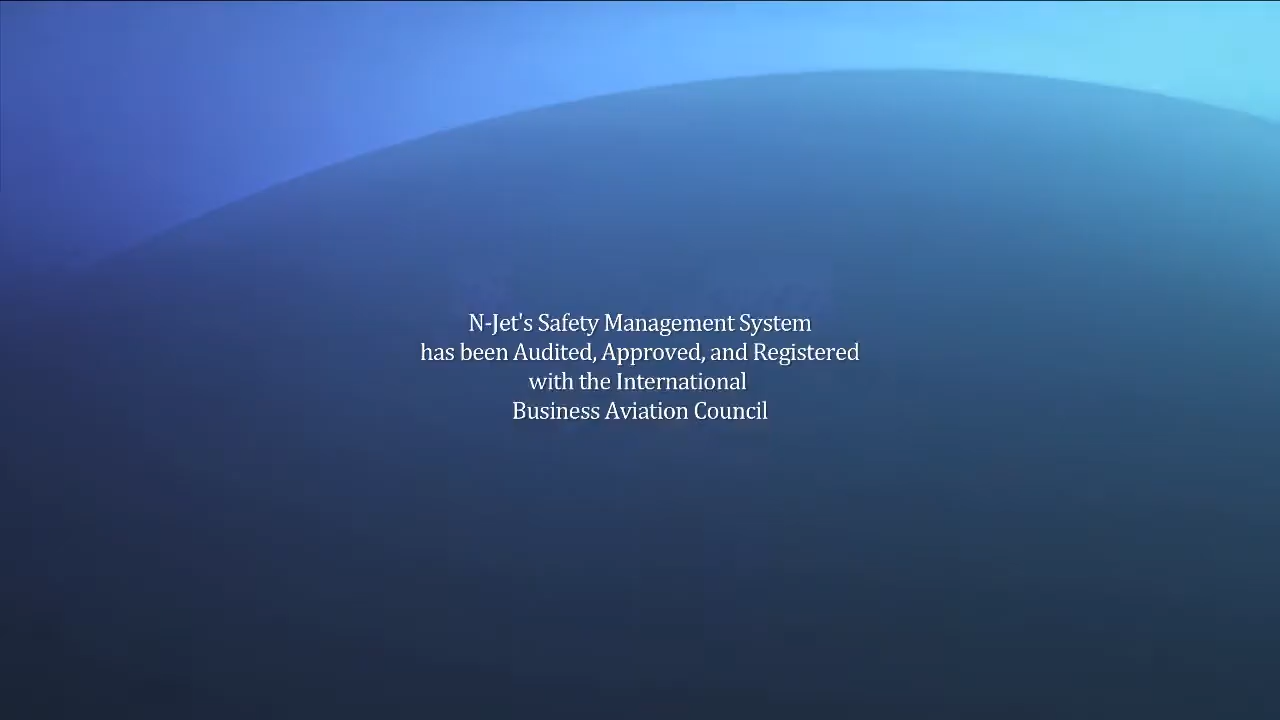 N-Jet's Safety Management System
has been Audited, Approved, and Registered
with the International
Business Aviation Council